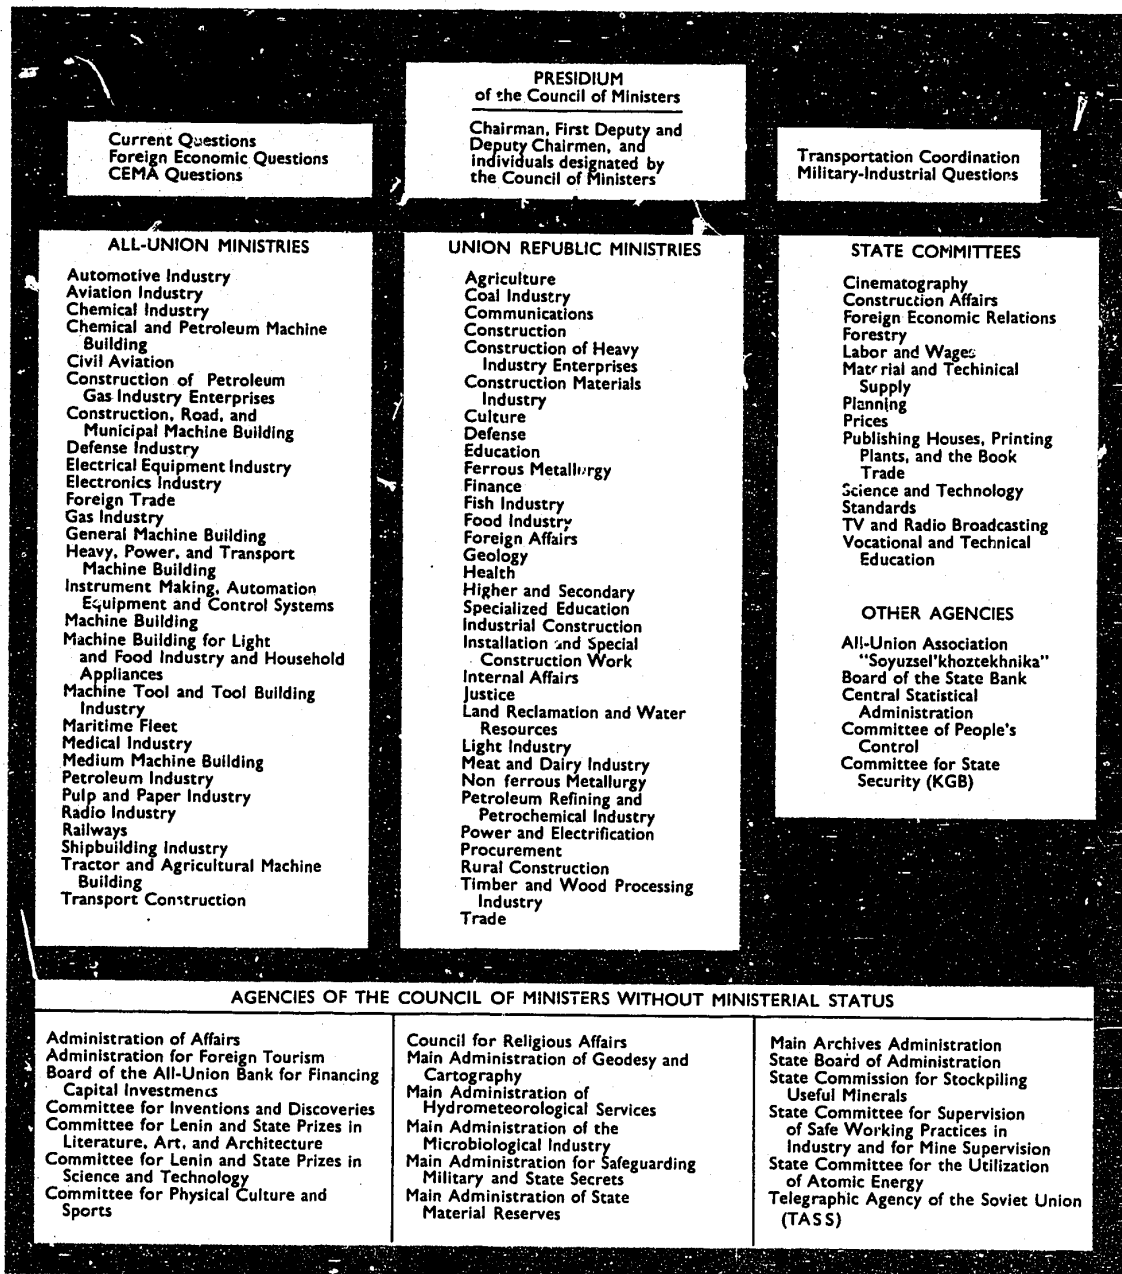 PRESIDIUM
of the Council of Ministers
Chairman, First Deputy and
Deputy Chairmen, and
individuals designated by
the Council of Ministers
Current Questions
Foreign Economic Questions
CEMA Questions
Transportation Coordination
Military-Industrial Questions
ALL-UNION MINISTRIES
Automotive Industry
Aviation Industry
Chemical Industry
Chemical and Petroleum Machine
Building
Civil Aviation
Construction of Petroleum
Gas Industry Enterprises
Construction, Road, and
Municipal Machine Building
Defense Industry
Electrical Equipment Industry
Electronics Industry
Foreign Trade
Gas Industry
General Machine Building
Heavy, Power, and Transport
Machine Building
Instrument Making, Automation
Equipment and Control Systems
Machine Building
Machine Building for Light
and Food Industry and Household
Appliances
Machine Tool and Tool Building
Industry
Maritime Fleet
Medical Industry
Medium Machine Building
Petroleum Industry
Pulp and Paper Industry
Radio Industry
Railways
Shipbuilding Industry
Tractor and Agricultural Machine
Building
Transport Construction
UNION REFUBLIC MINISTRIES
Agriculture
Coal Industry
Communications
Construction
Construction of Heavy
Industry Enterprises
Construction Materials
Industry
Culture
Defense
Education
Ferrous Metallurgy
Finance
Fish Industry
Food Industry
Foreign Affairs
Geology
Health
Higher and Secondary
Specialized Education
Industrial Construction
Installation and Special
Construction Work
Internal Affairs
Justice
Land Reclamation and Water
Resources
Light Industry
Meat and Dairy Industry
Non ferrous Metallurgy
Petroleum Refining and
Petrochemical Industry
Power and Electrification
Procurement
Rural Construction
Timber and Wood Processing
Industry
Trade
STATE COMMITTEES
Cinematography
Construction Affairs
Foreign Economic Relations
Forestry
Labor and Wages
Material and Techinical
Supply
Planning
Prices
Publishing Houses, Printing
Plants, and the Book
Trade
Science and Technology
Standards
TV and Radio Broadcasting
Vocational and Technical
Education
OTHER AGENCIES
All-Union Association
"Soyuzsel'khoztekhnika"
Board of the State Bank
Central Statistical
Administration
Committee of People's
Control
Committee for State
Security (KGB)
AGENCIES OF THE COUNCIL OF MINISTERS WITHOUT MINISTERIAL STATUS
Administration of Affairs
Administration for Foreign Tourism
Board of the All-Union Bank for Financing
Capital Investments
Committee for Inventions and Discoveries
Committee for Lenin and State Prizes in
Literature, Art, and Architecture
Committee for Lenin and State Prizes in
Science and Technology
Committee for Physical Culture and
Sports
Council for Religious Affairs
Main Administration of Geodesy and
Cartography
Main Administration of
Hydrometeorological Services
Main Administration of the
Microbiological Industry
Main Administration for Safeguarding
Military and State Secrets
Main Administration of State
Material Reserves
Main Archives Administration
State Board of Administration
State Commission for Stockpiling
Useful Minerals
State Committee for Supervision
of Safe Working Practices in
Industry and for Mine Supervision
State Committee for the Utilization
of Atomic Energy
Telegraphic Agency of the Soviet Union
(TASS)